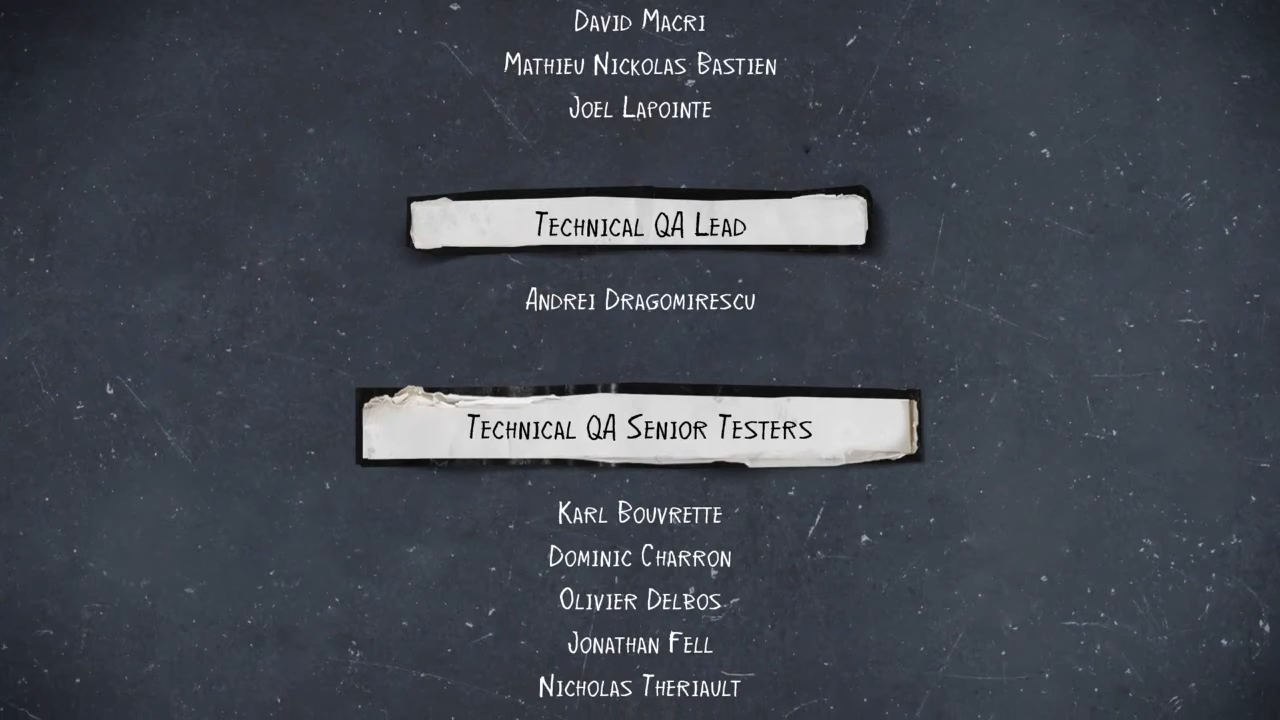 David Macri
Mathieu Nickolas Bastien
Joel Lapointe
Technical QA Lead
Andrei Dragomirescu
Technical QA Senior Testers
Karl Bouvrette
Dominic Charron
Olivier Delbos
Jonathan Fell
Nicholas Theriault